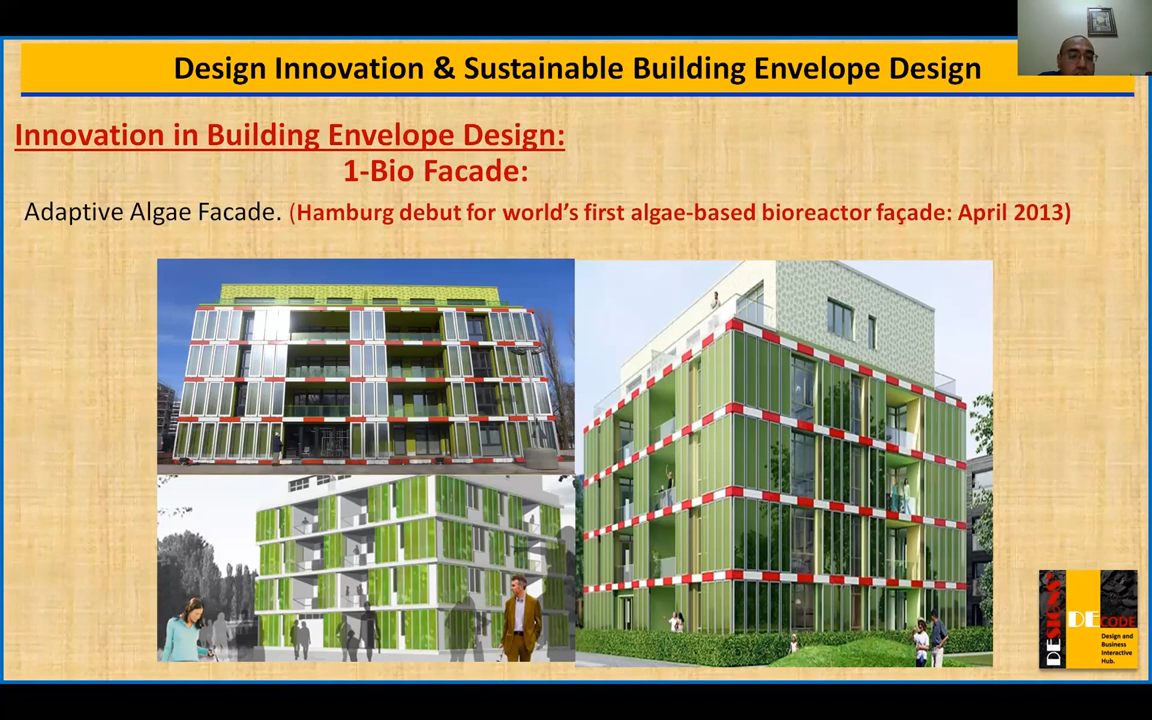 Design Innovation & Sustainable Building Envelope Design
Innovation in Building Envelope Design:
1-Bio Facade:
Adaptive Algae Facade. (Hamburg debut for world’s first algae-based bioreactor façade: April 2013)
DESIGNS'
DECODE
Design and
Business
Interactive
Hub.